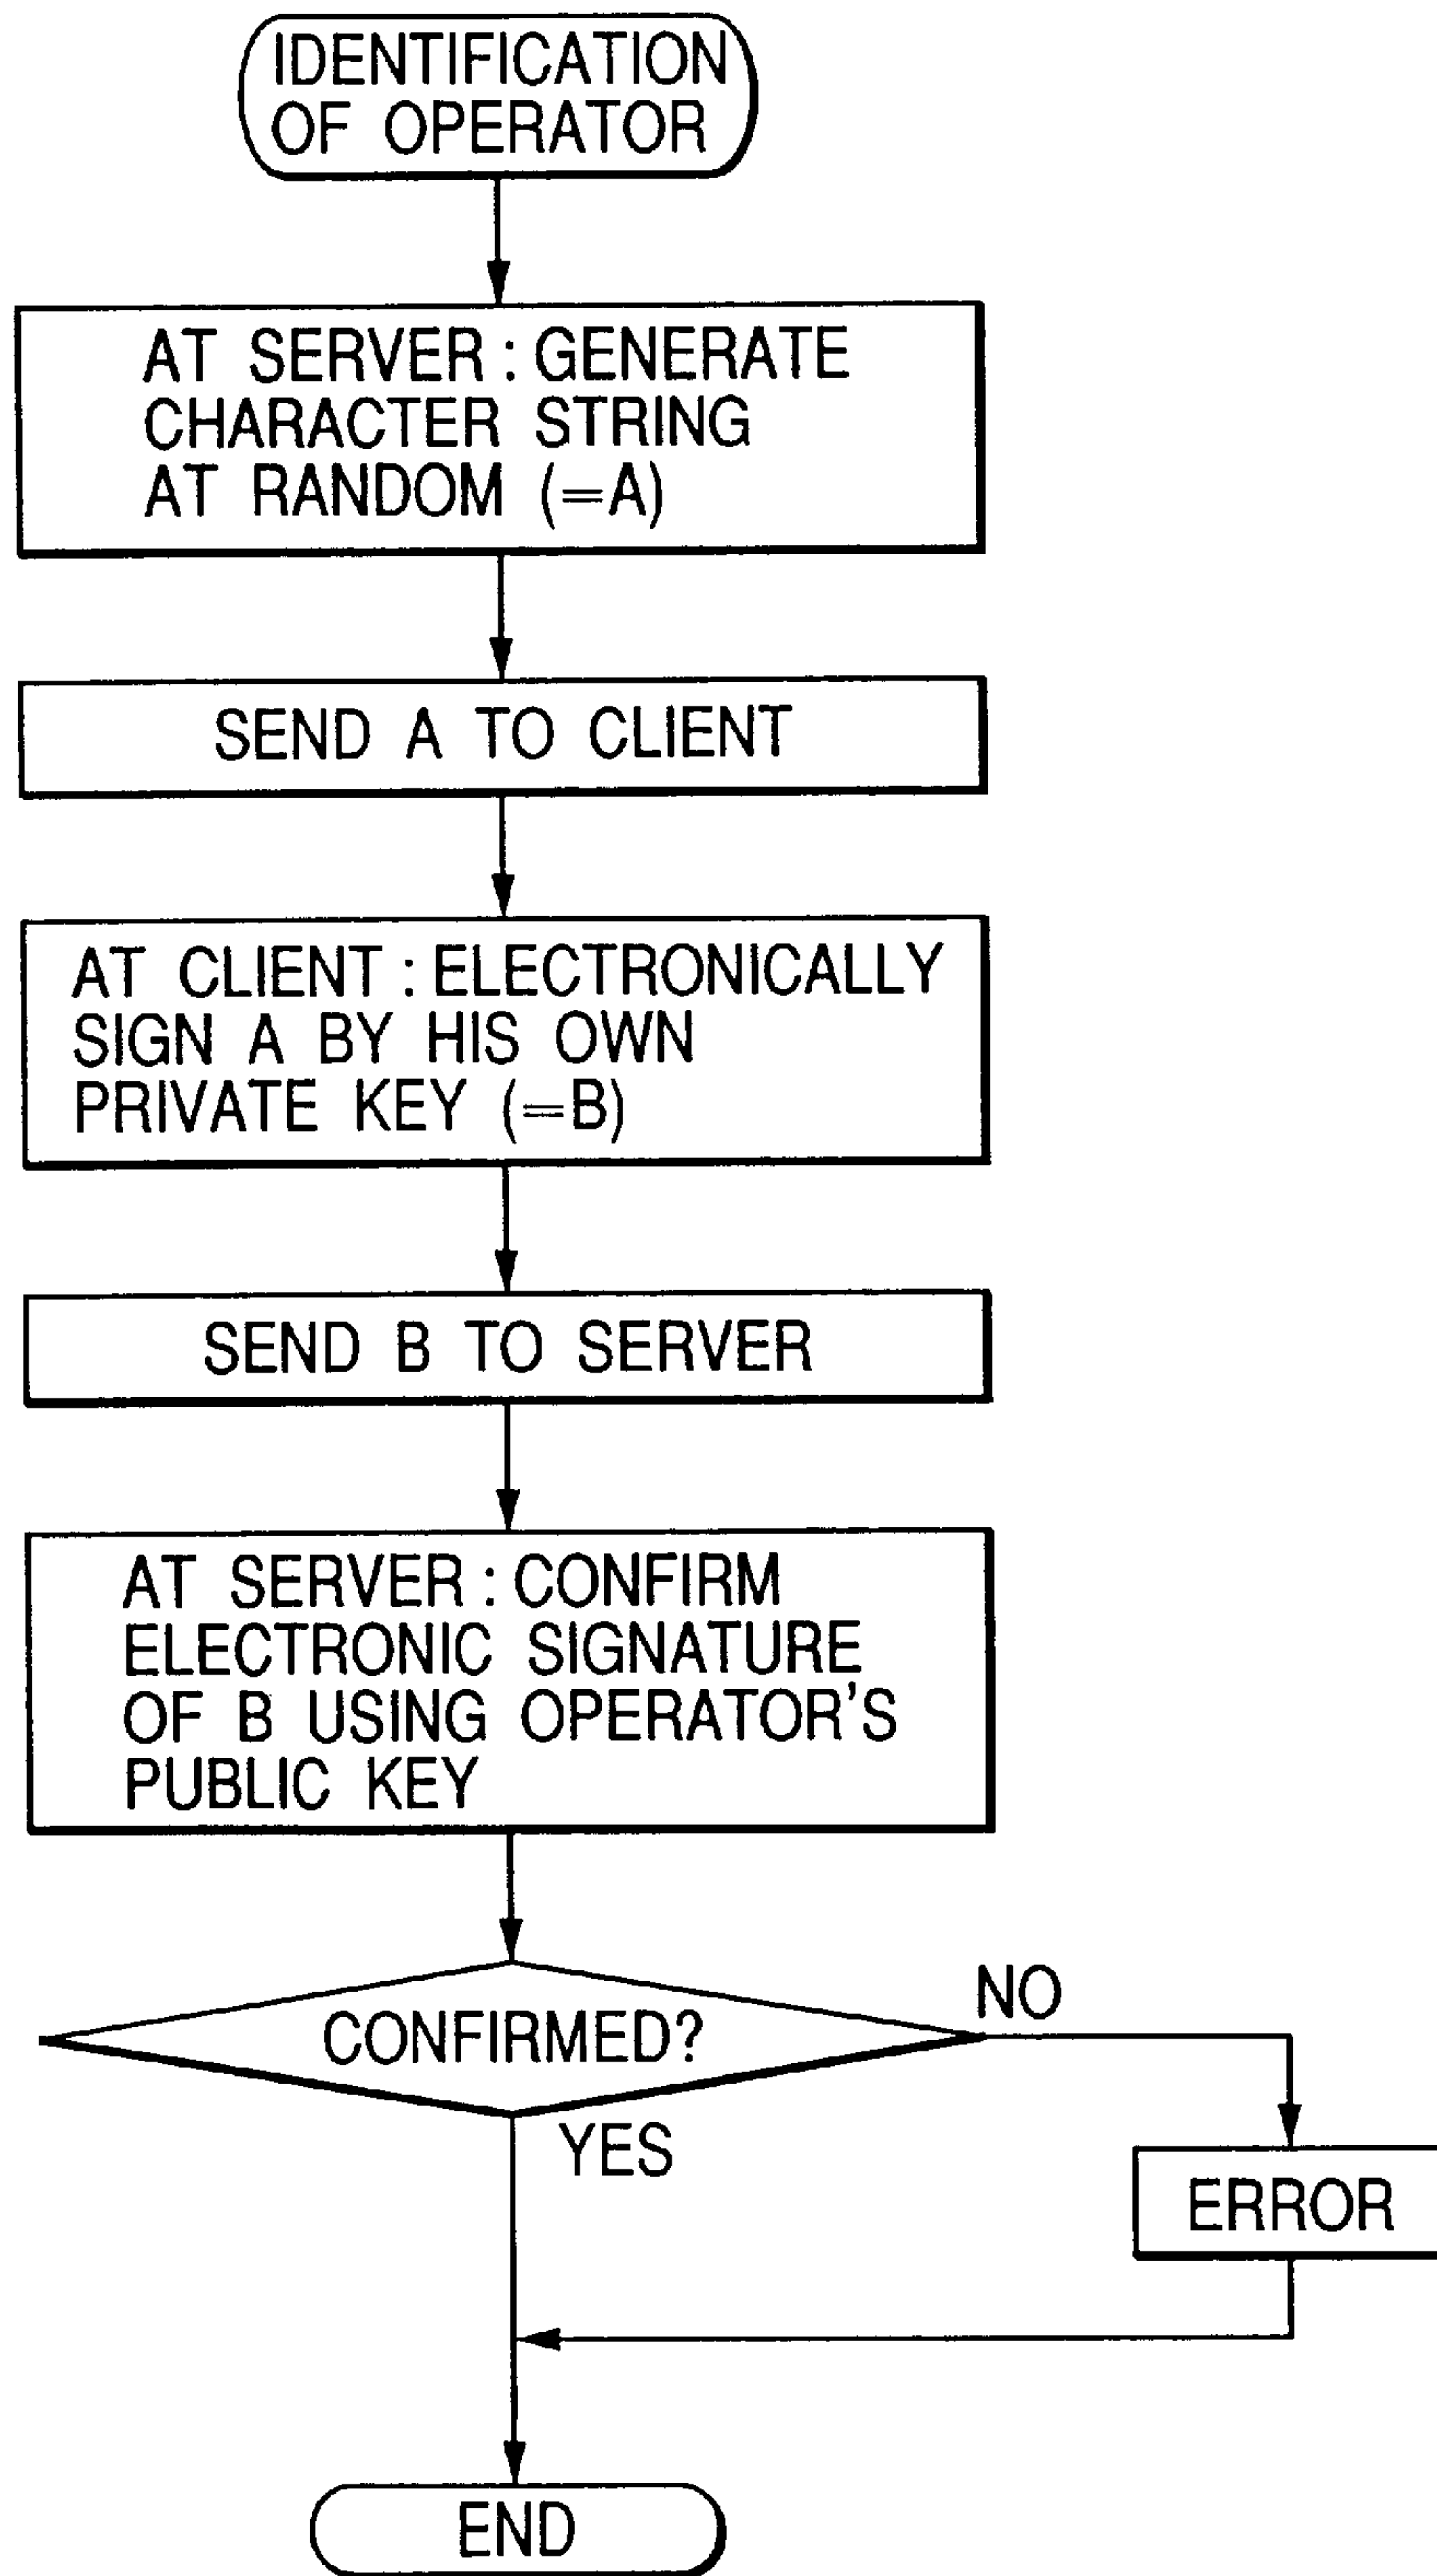 IDENTIFICATION
OF OPERATOR
AT SERVER : GENERATE
CHARACTER STRING
AT RANDOM (=A)
SEND A TO CLIENT
AT CLIENT : ELECTRONICALLY
SIGN A BY HIS OWN
PRIVATE KEY (=B)
SEND B TO SERVER
AT SERVER : CONFIRM
ELECTRONIC SIGNATURE
OF B USING OPERATOR'S
PUBLIC KEY
CONFIRMED?
NO
YES
ERROR
END